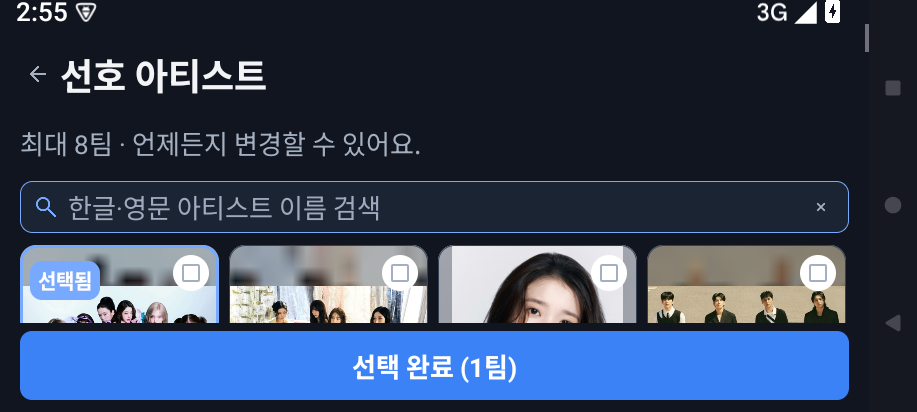 2:55
3G
선호 아티스트
최대 8팀 · 언제든지 변경할 수 있어요.
한글·영문 아티스트 이름 검색
선택됨
선택 완료 (1팀)